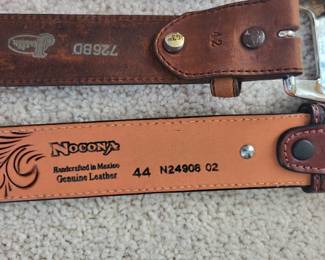 726BD
42
NOCONA
Handcrafted in Mexico
Genuine Leather
44 N24906 02